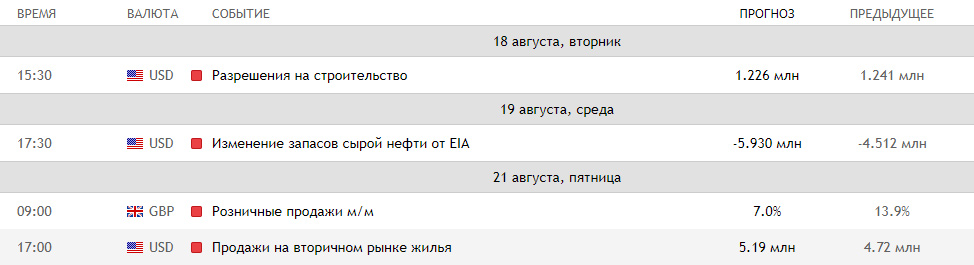 ВРЕМЯ ВАЛЮТА СОБЫТИЕ ПРОГНОЗ ПРЕДЫДУЩЕЕ
18 августа, вторник
15:30 USD Разрешения на строительство 1.226 млн 1.241 млн
19 августа, среда
17:30 USD Изменение запасов сырой нефти от EIA -5.930 млн -4.512 млн
21 августа, пятница
09:00 GBP Розничные продажи м/м 7.0% 13.9%
17:00 USD Продажи на вторичном рынке жилья 5.19 млн 4.72 млн